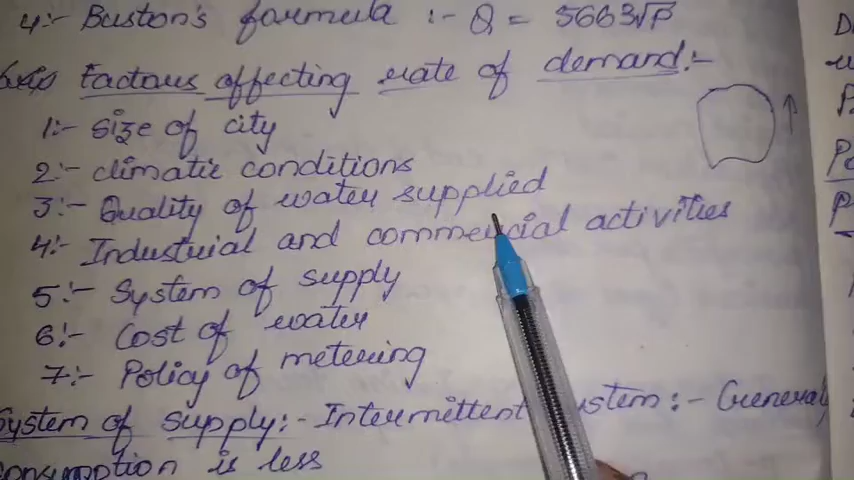 4:- Buston's formula :- Q = 5663√P
Factors affecting rate of demand:-
1:- Size of city
2:- climatic conditions
3:- Quality of water supplied
4:- Industrial and commercial activities
5:- System of supply
6:- Cost of water
7:- Policy of metering
System of supply:- Intermittent system:- Generally
consumption is less